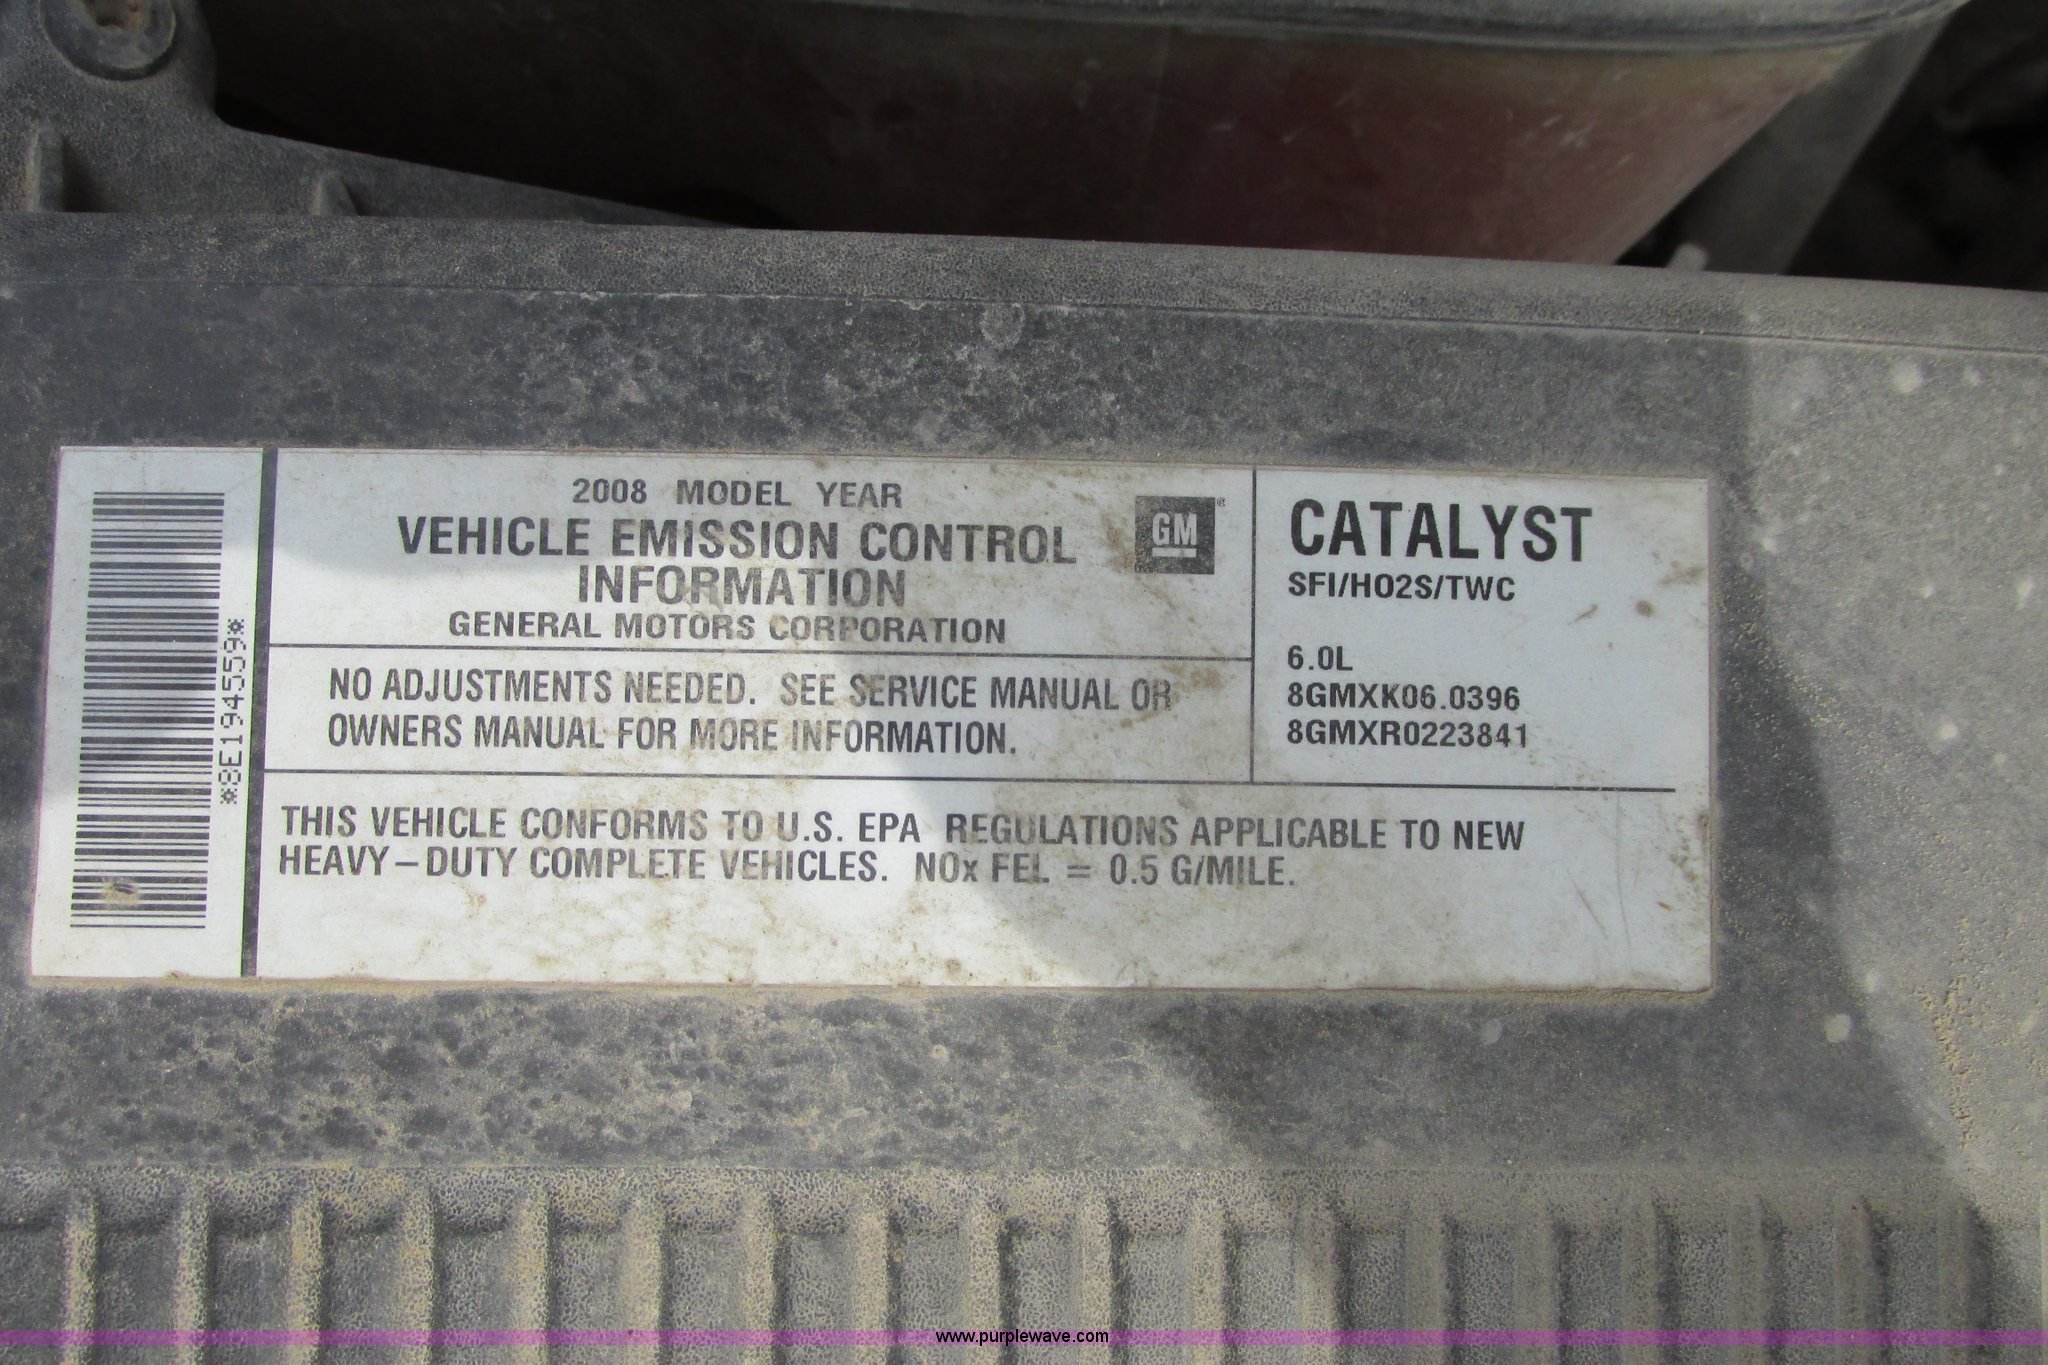 *8E194559*
2008 MODEL YEAR
VEHICLE EMISSION CONTROL
INFORMATION
GENERAL MOTORS CORPORATION
GM®
NO ADJUSTMENTS NEEDED. SEE SERVICE MANUAL OR
OWNERS MANUAL FOR MORE INFORMATION.
CATALYST
SFI/HO2S/TWC
6.0L
8GMXK06.0396
8GMXR0223841
THIS VEHICLE CONFORMS TO U.S. EPA REGULATIONS APPLICABLE TO NEW
HEAVY–DUTY COMPLETE VEHICLES. NOx FEL = 0.5 G/MILE.
www.purplewave.com